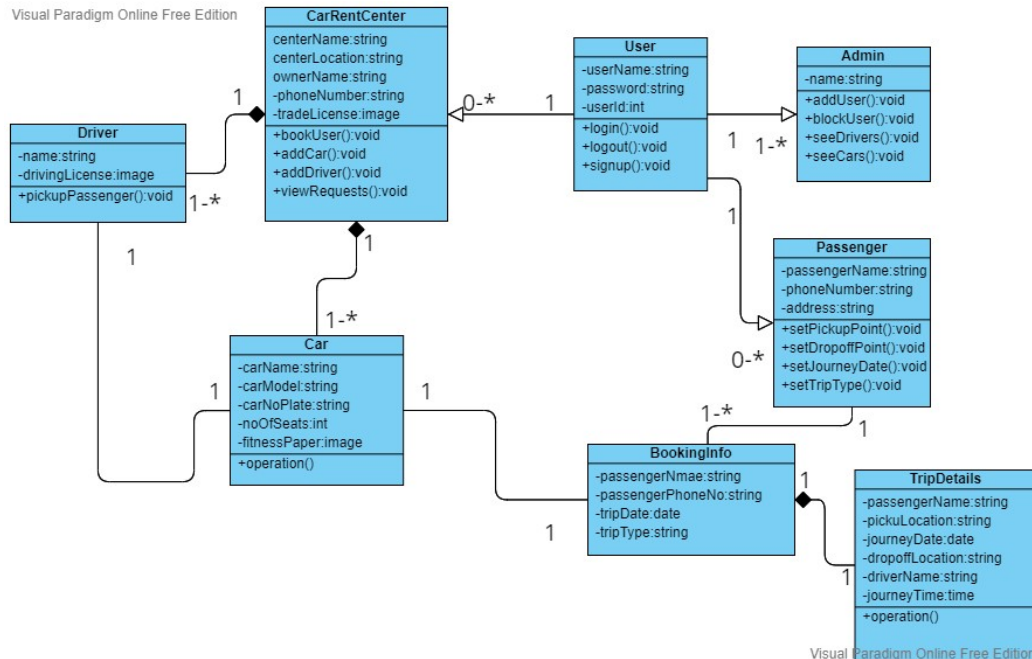 Visual Paradigm Online Free Edition
CarRentCenter
centerName:string
centerLocation:string
ownerName:string
-phoneNumber:string
-tradeLicense:image
+bookUser():void
+addCar():void
+addDriver():void
+viewRequests():void
User
-userName:string
-password:string
-userId:int
+login():void
+logout():void
+signup():void
Admin
-name:string
+addUser():void
+blockUser():void
+seeDrivers():void
+seeCars():void
1
0-*
1
1
1-*
Driver
-name:string
-drivingLicense:image
+pickupPassenger():void
1-*
1
1
1
Passenger
-passengerName:string
-phoneNumber:string
-address:string
+setPickupPoint():void
+setDropoffPoint():void
+setJourneyDate():void
+setTripType():void
0-*
1-*
Car
-carName:string
-carModel:string
-carNoPlate:string
-noOfSeats:int
-fitnessPaper:image
+operation()
1
1
1-*
1
BookingInfo
-passengerNmae:string
-passengerPhoneNo:string
-tripDate:date
-tripType:string
1
1
TripDetails
-passengerName:string
-pickuLocation:string
-journeyDate:date
-dropoffLocation:string
-driverName:string
-journeyTime:time
+operation()
1
Visual Paradigm Online Free Edition